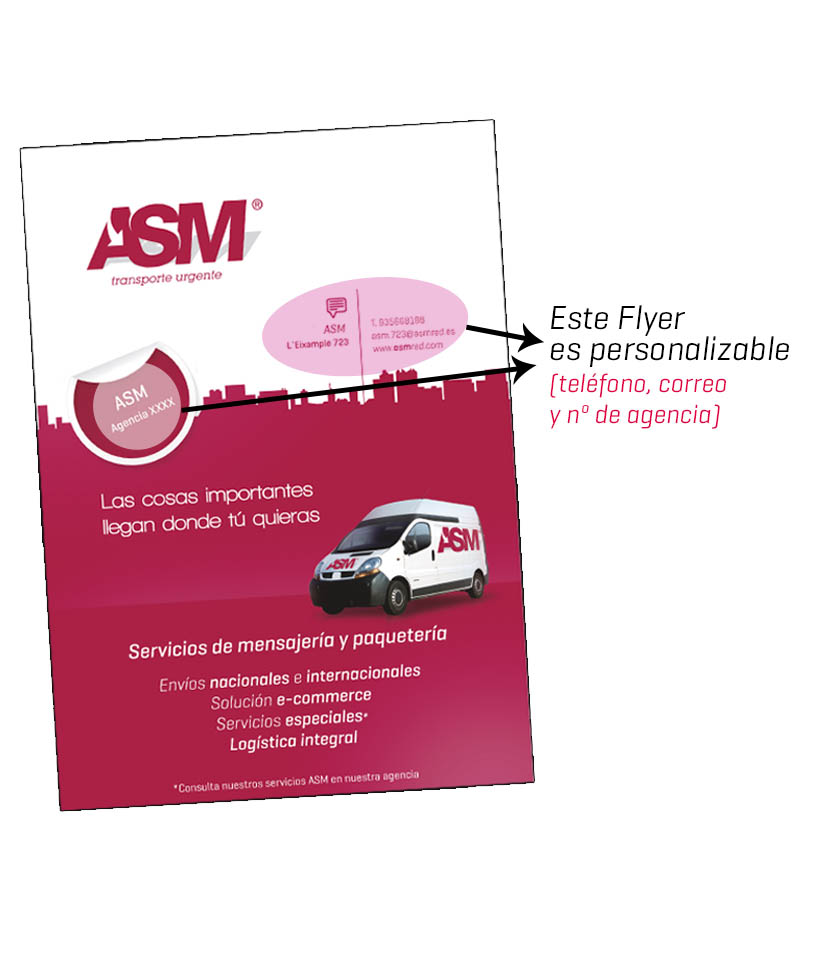 ASM®
transporte urgente
ASM
L'Eixample 723
T. 935668198
asm.723@asmred.es
www.asmred.com
Este Flyer
es personalizable
(teléfono, correo
y nº de agencia)
ASM
Agencia XXXX
Las cosas importantes
llegan donde tú quieras
ASM
ASM
Servicios de mensajería y paquetería
Envíos nacionales e internacionales
Solución e-commerce
Servicios especiales*
Logística integral
*Consulta nuestros servicios ASM en nuestra agencia